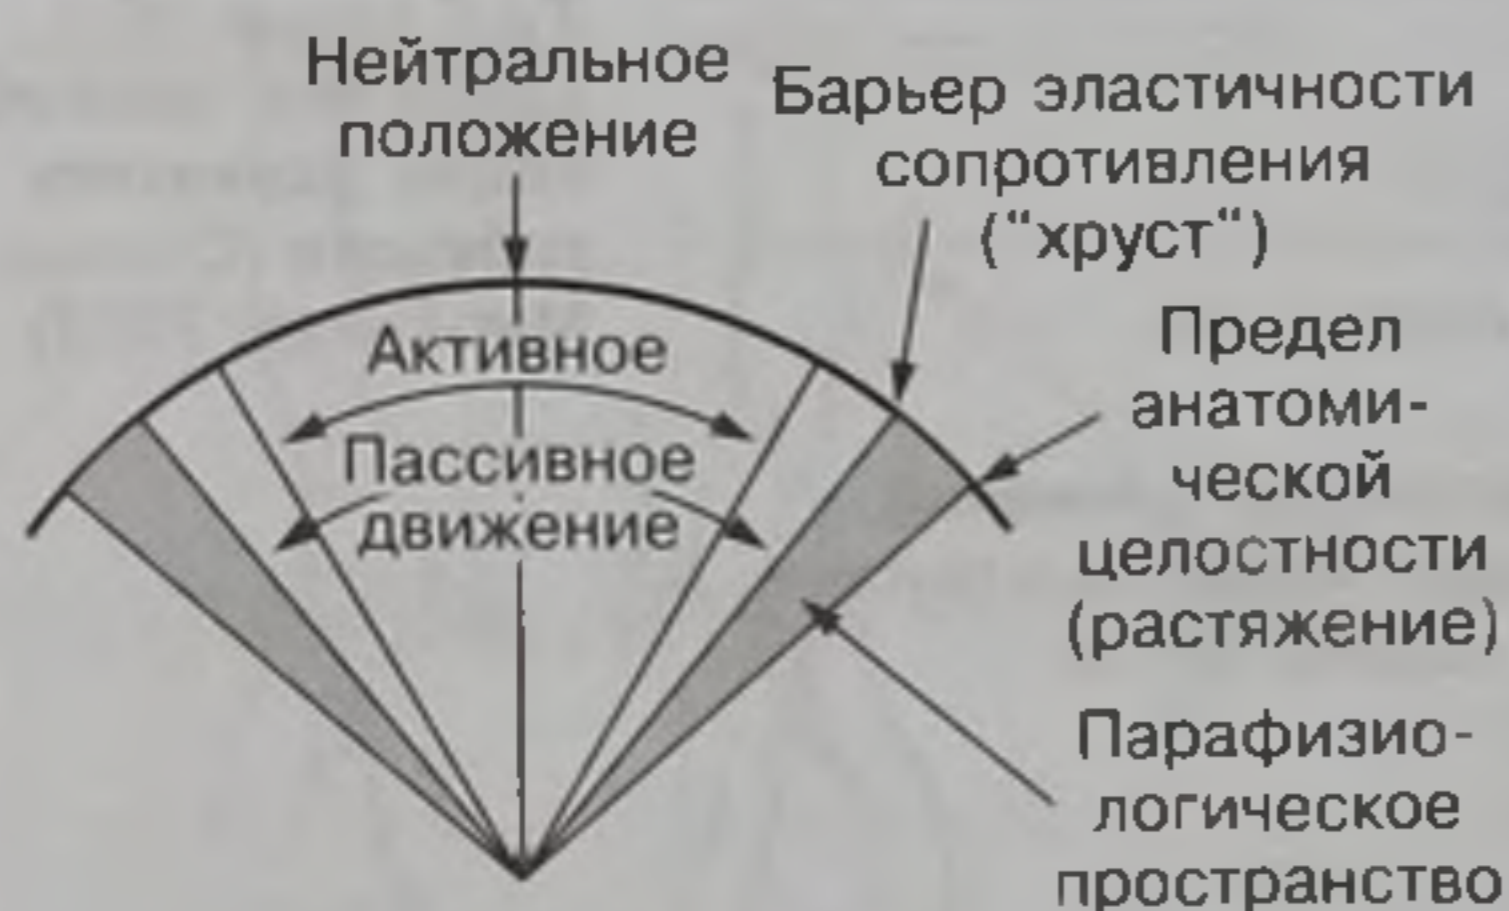 Нейтральное
положение
Барьер эластичности
сопротивления
("хруст")
Активное
Пассивное
движение
Предел
анатоми-
ческой
целостности
(растяжение)
Парафизио-
логическое
пространство